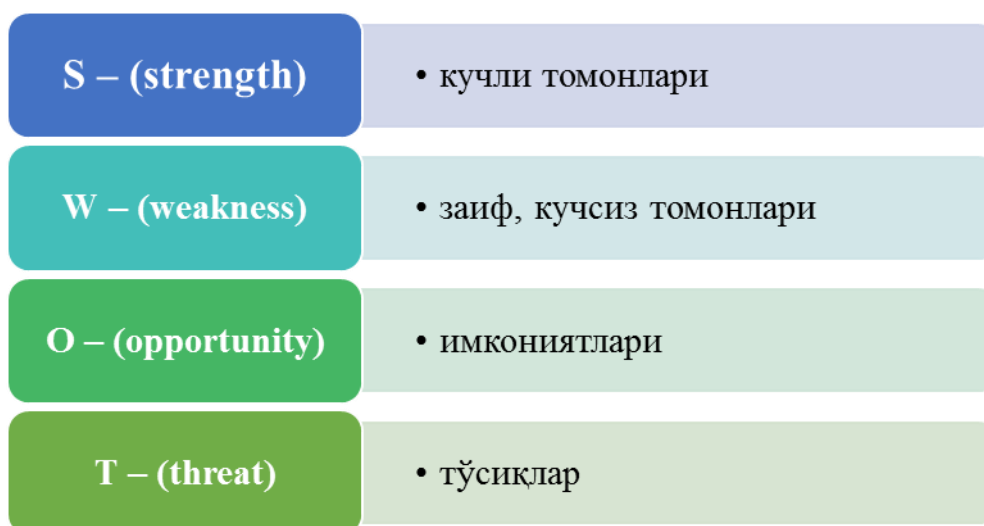 S – (strength)
• кучли томонлари
W – (weakness)
• заиф, кучсиз томонлари
O – (opportunity)
• имкониятлари
T – (threat)
• тўсиқлар